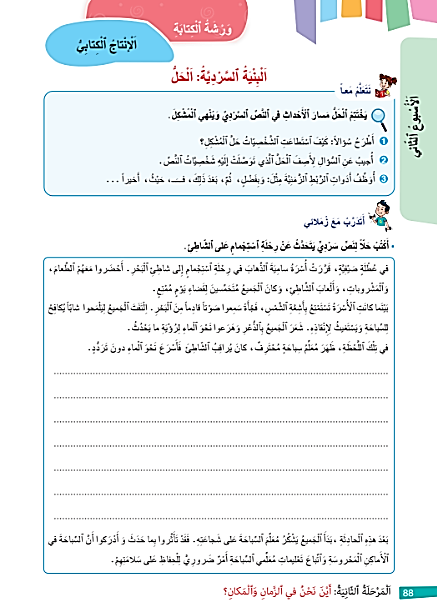 وَرْشَةُ الْكِتابَةِ
الْإِنْتاجُ الْكِتابِيُّ
الْأُسْبوعُ الثّاني
الْبِنْيَةُ السَّرْدِيَّةُ: الْحَلُّ
نَتَعَلَّمُ مَعاً
يَخْتِمُ الْحَلُّ مَسارَ الْأَحْداثِ في النَّصِّ السَّرْدِيِّ وَيُنْهي الْمُشْكِلَ.
1 أَطْرَحُ سُؤالاً: كَيْفَ اسْتَطاعَتِ الشَّخْصِيّاتُ حَلَّ الْمُشْكِلِ؟
2 أُجيبُ عَنِ السُّؤالِ لِأَصِفَ الْحَلَّ الَّذي تَوَصَّلَتْ إِلَيْهِ شَخْصِيّاتُ النَّصِّ.
3 أُوَظِّفُ أَدَواتِ الرَّبْطِ الزَّمَنِيَّةِ مِثْلَ: وَبِفَضْلِ، ثُمَّ، بَعْدَ ذَلِكَ، فَـــ، حَيْثُ، أَخيراً ...
أَتَدَرَّبُ مَعَ زُمَلائي
• أَكْتُبُ حَلّاً لِنَصٍّ سَرْدِيٍّ يَتَحَدَّثُ عَنْ رِحْلَةِ اسْتِجْمامٍ عَلى الشّاطِئِ.
في عُطْلَةٍ صَيْفِيَّةٍ، قَرَّرَتْ أُسْرَةُ سامِيَةَ الذَّهابَ في رِحْلَةِ اسْتِجْمامٍ إِلى شاطِئِ الْبَحْرِ. أَحْضَروا مَعَهُمُ الطَّعامَ،
وَالْمَشْروباتِ، وَأَلْعابَ الشّاطِئِ، وَكانَ الْجَميعُ مُتَحَمِّسينَ لِقَضاءِ يَوْمٍ مُمْتِعٍ.
بَيْنَما كانَتِ الْأُسْرَةُ تَسْتَمْتِعُ بِأَشِعَّةِ الشَّمْسِ، فَجْأَةً سَمِعوا صَوْتاً قادِماً مِنَ الْبَحْرِ. الْتَفَتَ الْجَميعُ لِيَلْمَحوا شابّاً يُكافِحُ
لِلسِّباحَةِ وَيَسْتَغيثُ لِإِنْقاذِهِ. شَعَرَ الْجَميعُ بِالذُّعْرِ وَهَرَعوا نَحْوَ الْماءِ لِرُؤْيَةِ ما يَحْدُثُ.
في تِلْكَ اللَّحْظَةِ، ظَهَرَ مُعَلِّمُ سِباحَةٍ مُحْتَرِفٌ، كانَ يُراقِبُ الشّاطِئَ فَأَسْرَعَ نَحْوَ الْماءِ دونَ تَرَدُّدٍ.
بَعْدَ هَذِهِ الْحادِثَةِ، بَدَأَ الْجَميعُ يَشْكُرُ مُعَلِّمَ السِّباحَةِ عَلى شَجاعَتِهِ. فَقَدْ تَأَثَّروا بِما حَدَثَ وَ أَدْرَكوا أَنَّ السِّباحَةَ في
الْأَماكِنِ الْمَحْروسَةِ وَاتِّباعَ تَعْليماتِ مُعَلِّمي السِّباحَةِ أَمْرٌ ضَرورِيٌّ لِلْحِفاظِ عَلى سَلامَتِهِمْ.
88 الْمَرْحَلَةُ الثّانِيَةُ: أَيْنَ نَحْنُ في الزَّمانِ وَالْمَكانِ؟